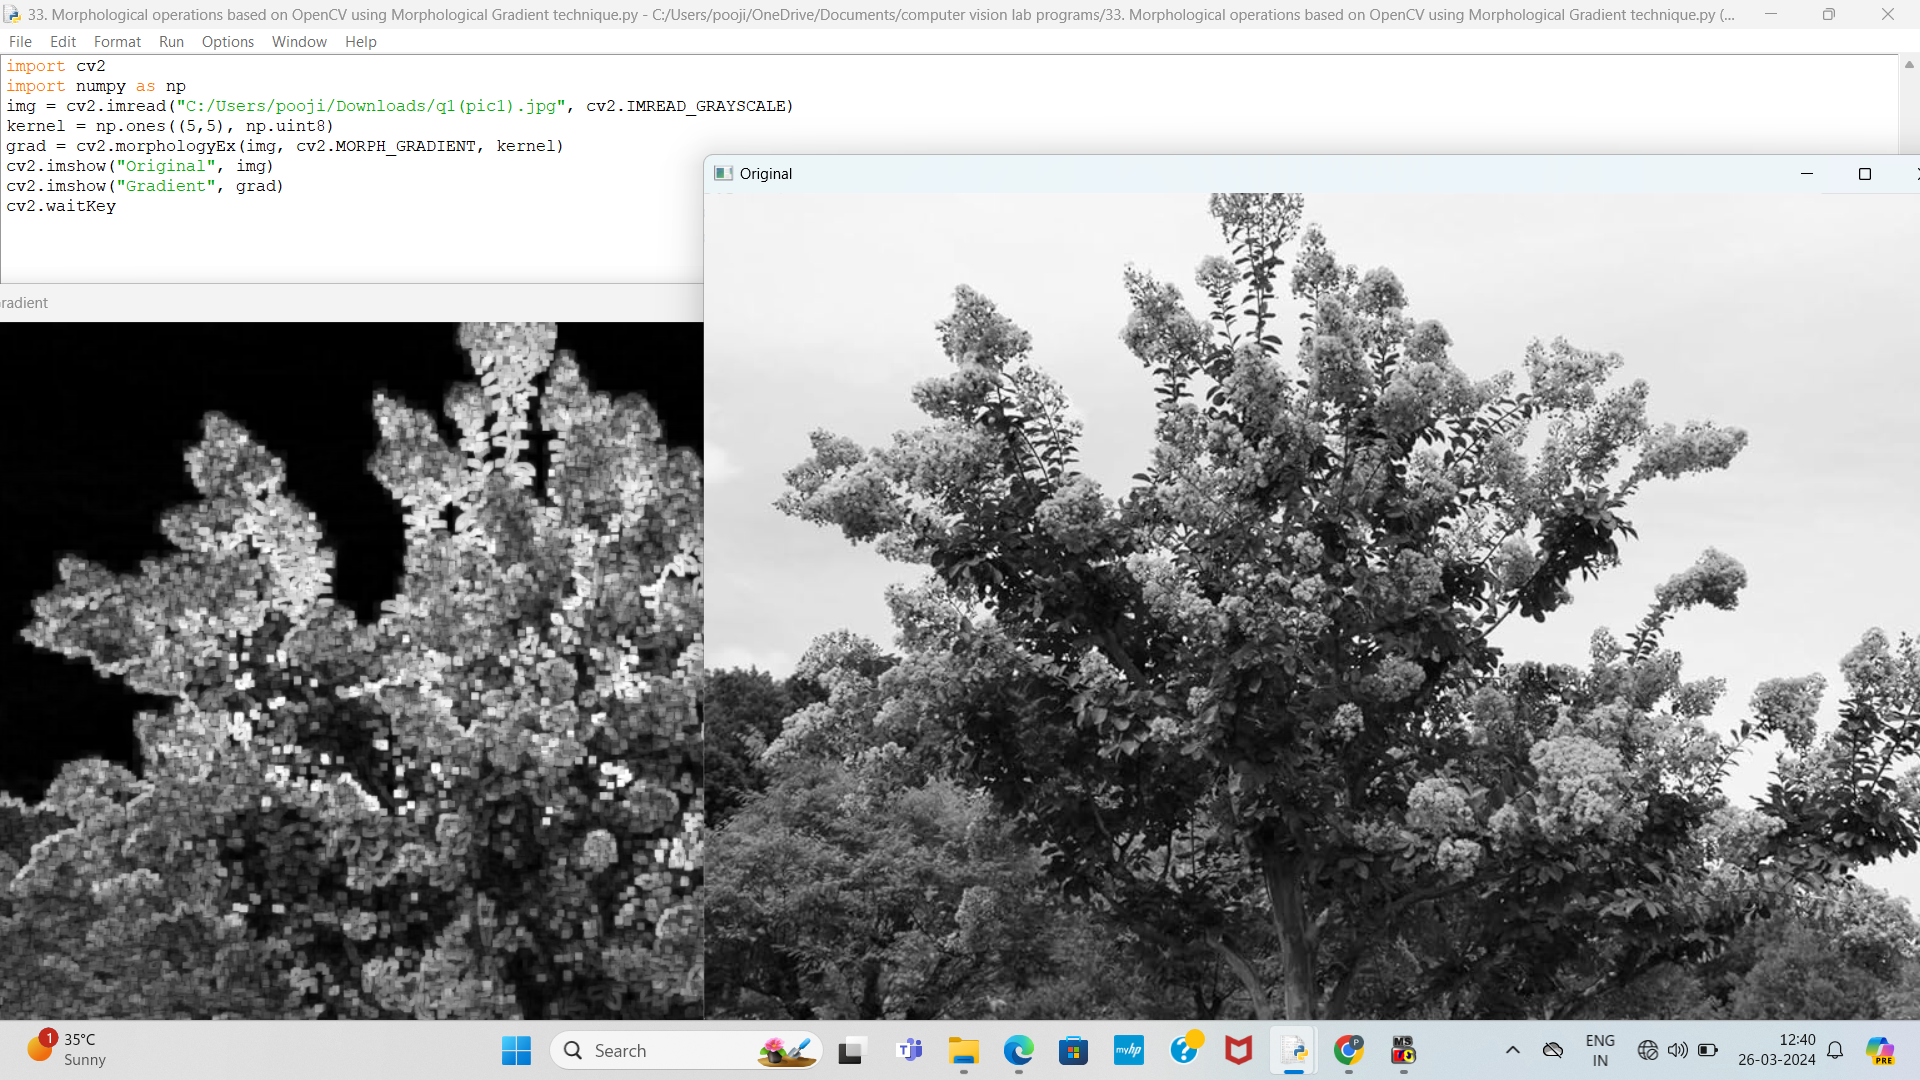 33. Morphological operations based on OpenCV using Morphological Gradient technique.py - C:/Users/pooji/OneDrive/Documents/computer vision lab programs/33. Morphological operations based on OpenCV using Morphological Gradient technique.py (...
File Edit Format Run Options Window Help
import cv2
import numpy as np
img = cv2.imread("C:/Users/pooji/Downloads/q1(pic1).jpg", cv2.IMREAD_GRAYSCALE)
kernel = np.ones((5,5), np.uint8)
grad = cv2.morphologyEx(img, cv2.MORPH_GRADIENT, kernel)
cv2.imshow("Original", img)
cv2.imshow("Gradient", grad)
cv2.waitKey
Original
radient
1
35°C
Sunny
Search
T
myhp
?
P
MS
ENG
IN
12:40
26-03-2024
PRE